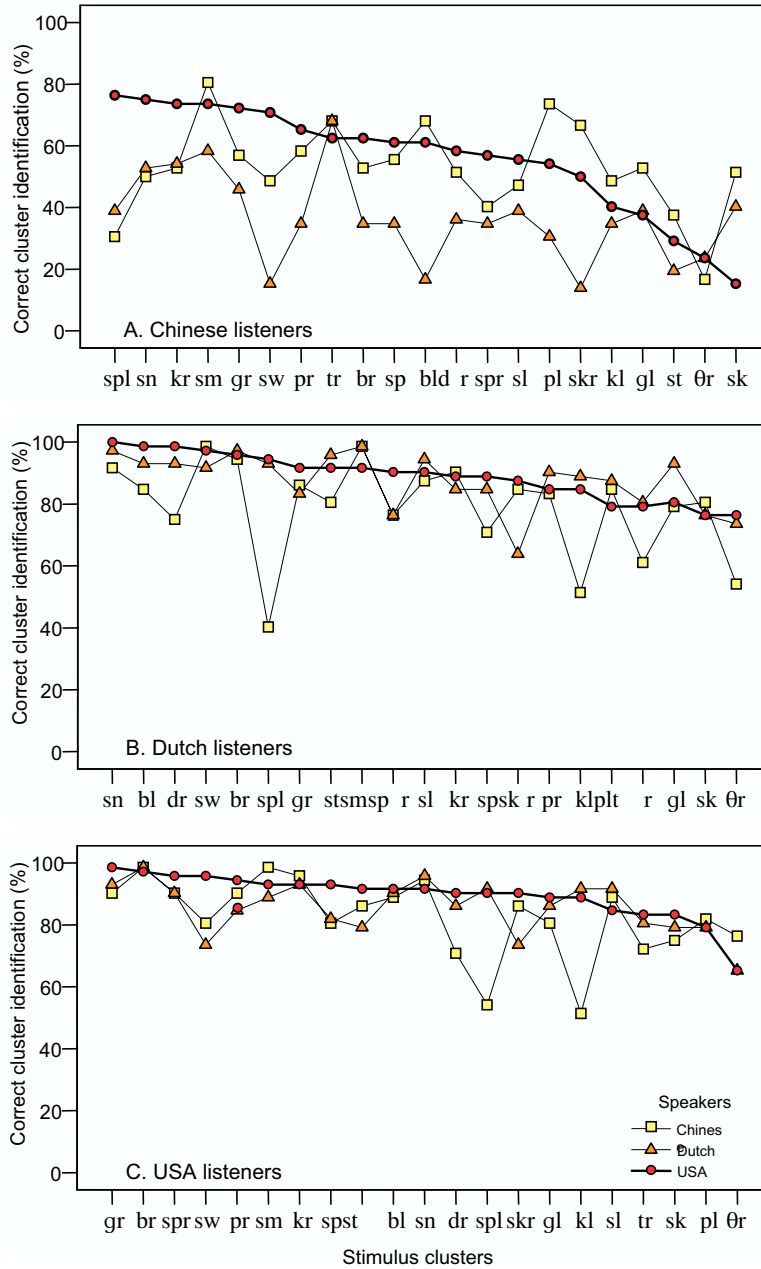 Correct cluster identification (%)
100
80
60
40
20
0
A. Chinese listeners
spl sn kr sm gr sw pr tr br sp bld r spr sl pl skr kl gl st θr sk
Correct cluster identification (%)
100
80
60
40
20
0
B. Dutch listeners
sn bl dr sw br spl gr stsmsp r sl kr spsk r pr klplt r gl sk θr
Correct cluster identification (%)
100
80
60
40
20
0
Speakers
Chines
e
Dutch
USA
C. USA listeners
gr br spr sw pr sm kr spst bl sn dr spl skr gl kl sl tr sk pl θr
Stimulus clusters